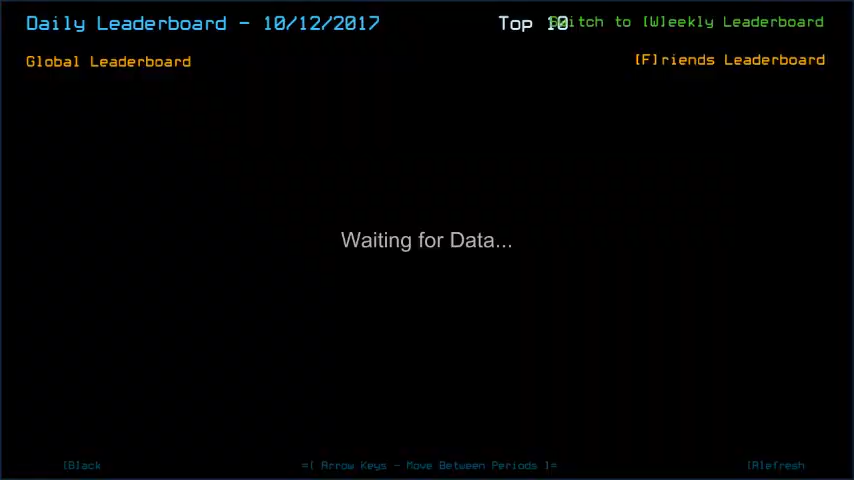 Daily Leaderboard - 10/12/2017
Top 10
Switch to [W]eekly Leaderboard
Global Leaderboard
[F]riends Leaderboard
Waiting for Data...
[B]ack
=[ Arrow Keys - Move Between Periods ]=
[R]efresh